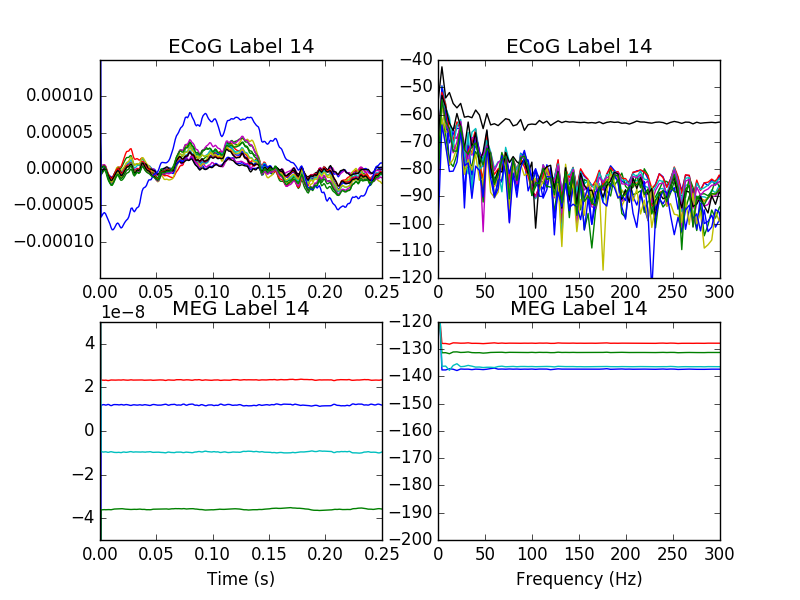 ECoG Label 14
0.00010
0.00005
0.00000
−0.00005
−0.00010
0.00 0.05 0.10 0.15 0.20 0.25
ECoG Label 14
−40
−50
−60
−70
−80
−90
−100
−110
−120
0 50 100 150 200 250 300
MEG Label 14
1e−8
4
2
0
−2
−4
0.00 0.05 0.10 0.15 0.20 0.25
Time (s)
MEG Label 14
−120
−130
−140
−150
−160
−170
−180
−190
−200
0 50 100 150 200 250 300
Frequency (Hz)